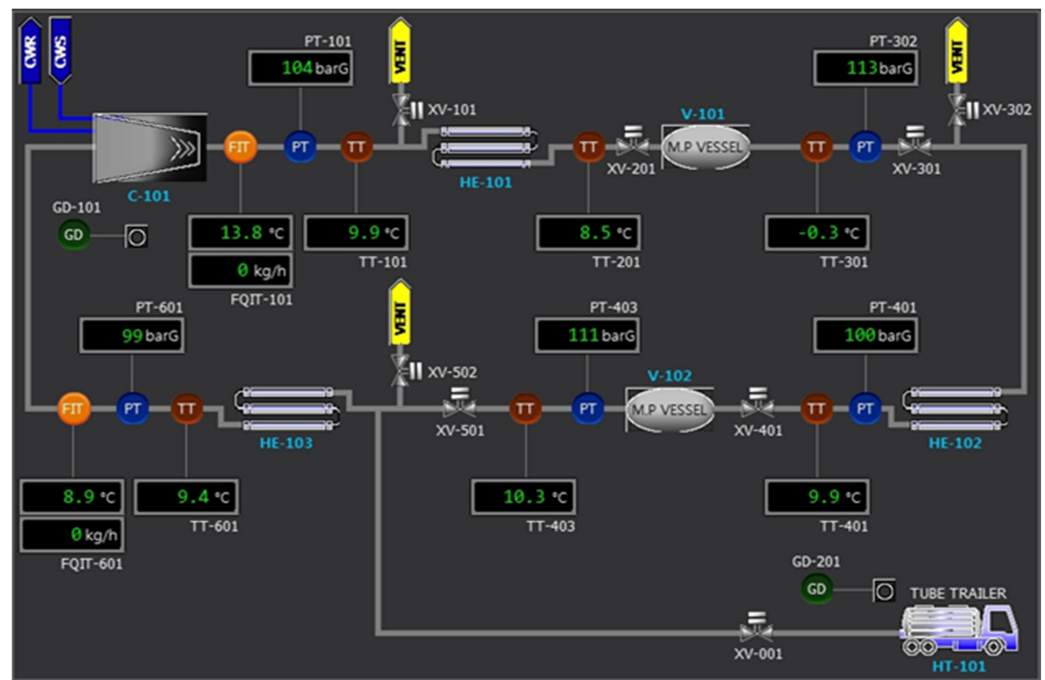 CWR
CWS
PT-101
104 barG
VENT
XV-101
PT-302
113 barG
VENT
XV-302
C-101
FIT
PT
TT
HE-101
TT
XV-201
V-101
M.P VESSEL
TT
PT
XV-301
GD-101
GD
13.8 °C
0 kg/h
FQIT-101
9.9 °C
TT-101
8.5 °C
TT-201
-0.3 °C
TT-301
PT-601
99 barG
VENT
XV-502
PT-403
111 barG
PT-401
100 barG
FIT
PT
TT
HE-103
XV-501
TT
PT
V-102
M.P VESSEL
XV-401
TT
PT
HE-102
8.9 °C
0 kg/h
FQIT-601
9.4 °C
TT-601
10.3 °C
TT-403
9.9 °C
TT-401
GD-201
GD
TUBE TRAILER
XV-001
HT-101